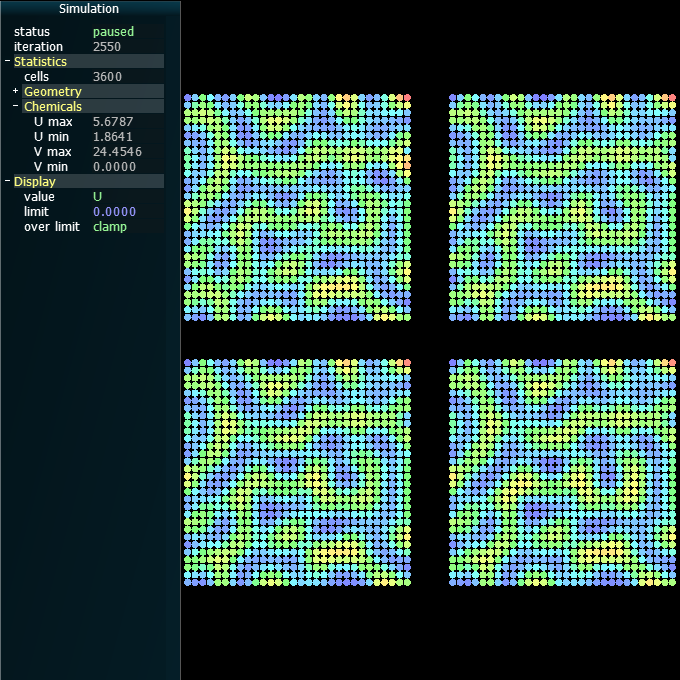 Simulation
status paused
iteration 2550
- Statistics
cells 3600
+ Geometry
- Chemicals
U max 5.6787
U min 1.8641
V max 24.4546
V min 0.0000
- Display
value U
limit 0.0000
over limit clamp